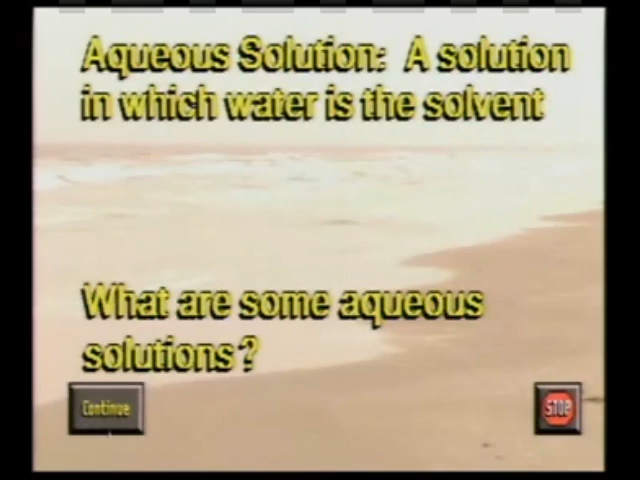 Aqueous Solution: A solution
in which water is the solvent
What are some aqueous
solutions?
Continue
STOP